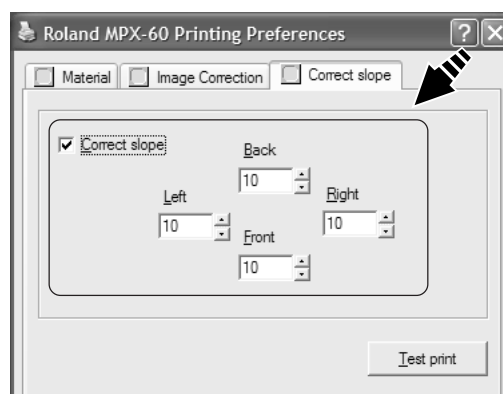 Roland MPX-60 Printing Preferences ? X
Material Image Correction Correct slope
Correct slope
Back
10
Left
10
Right
10
Front
10
Test print